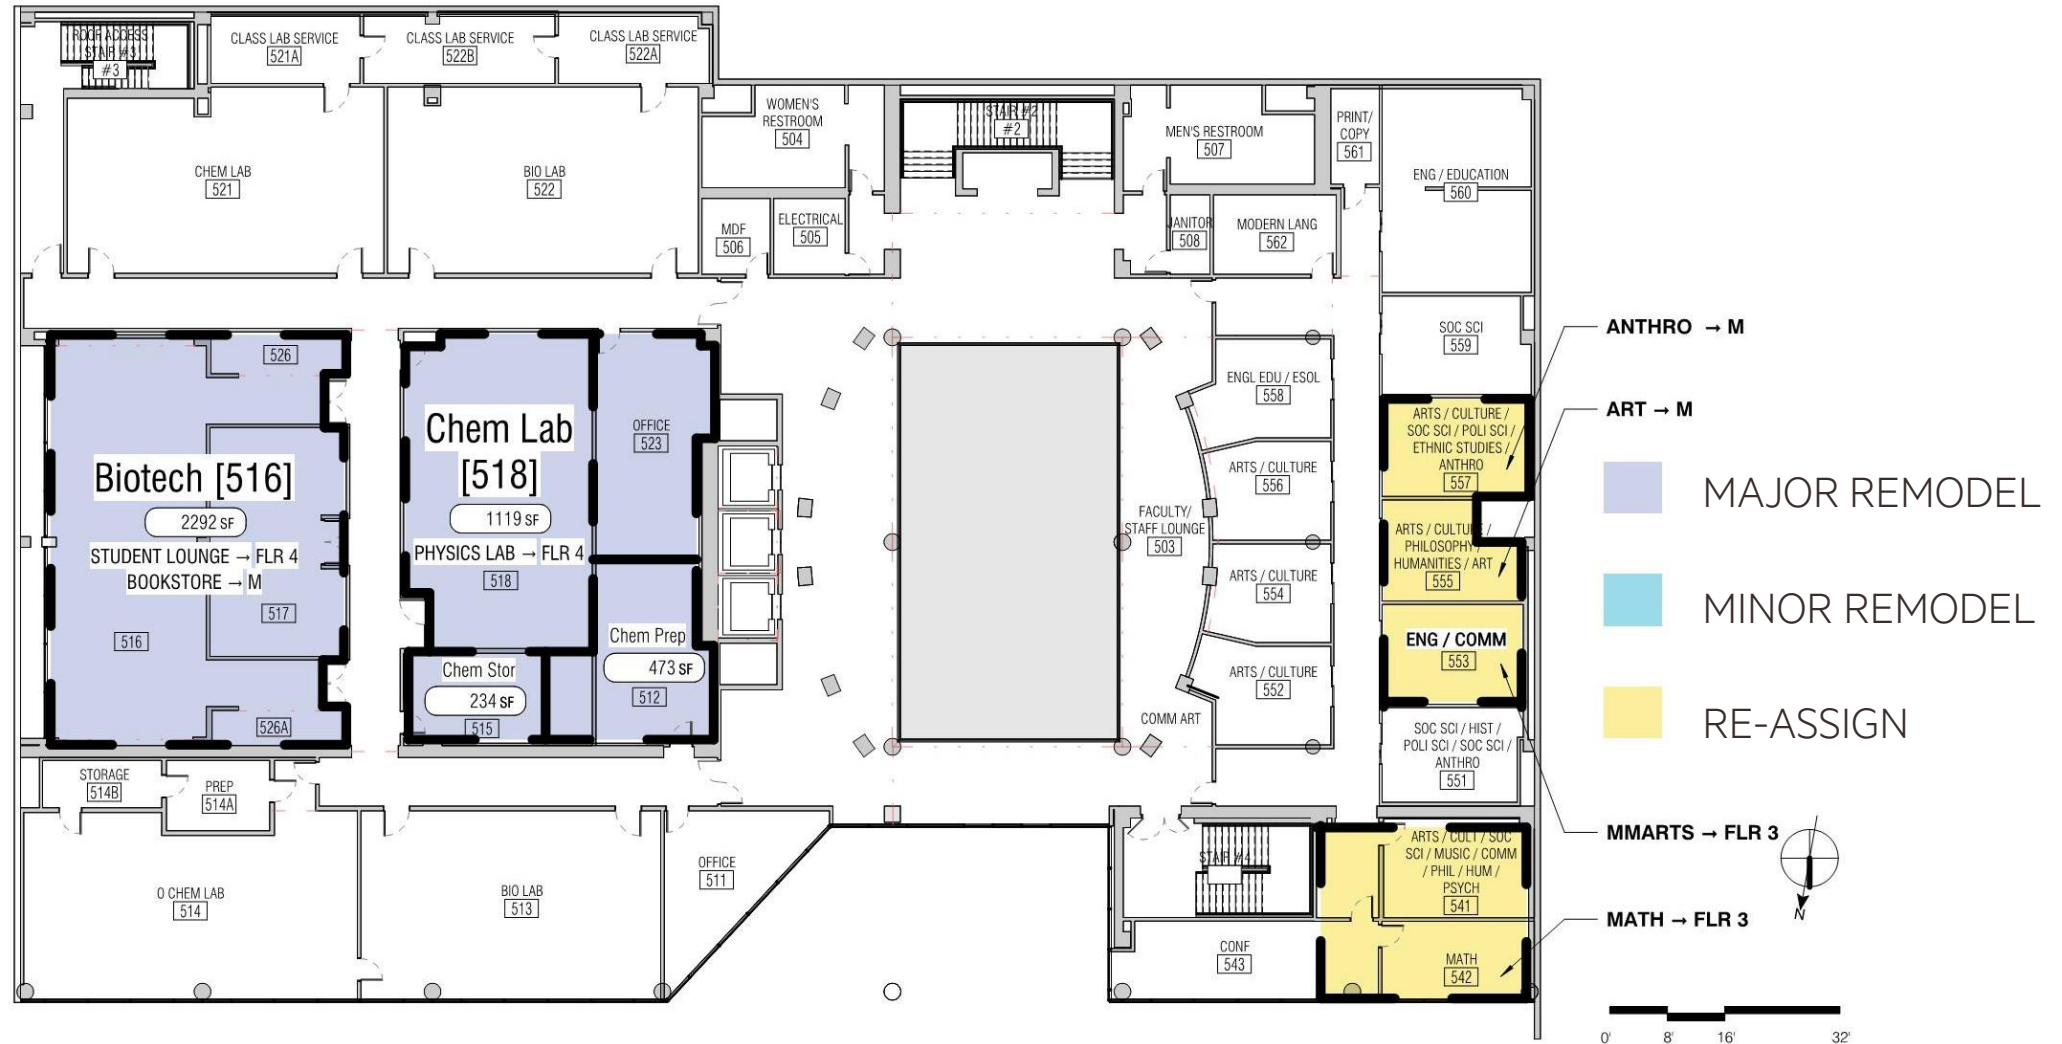 ROOF ACCESS
STAIR #3
#3
CLASS LAB SERVICE
521A
CLASS LAB SERVICE
522B
CLASS LAB SERVICE
522A
CHEM LAB
521
BIO LAB
522
WOMEN'S
RESTROOM
504
STAIR #2
#2
MEN'S RESTROOM
507
PRINT/
COPY
561
ENG / EDUCATION
560
MDF
506
ELECTRICAL
505
JANITOR
508
MODERN LANG
562
SOC SCI
559
526
Biotech [516]
2292 SF
STUDENT LOUNGE → FLR 4
BOOKSTORE → M
517
516
526A
Chem Lab
[518]
1119 SF
PHYSICS LAB → FLR 4
518
OFFICE
523
Chem Stor
234 SF
515
Chem Prep
473 SF
512
ENGL EDU / ESOL
558
ARTS / CULTURE
556
FACULTY/
STAFF LOUNGE
503
ARTS / CULTURE
554
ARTS / CULTURE
552
COMM ART
ARTS / CULTURE /
SOC SCI / POLI SCI /
ETHNIC STUDIES /
ANTHRO
557
ARTS / CULTURE /
PHILOSOPHY /
HUMANITIES / ART
555
ENG / COMM
553
SOC SCI / HIST /
POLI SCI / SOC SCI /
ANTHRO
551
STORAGE
514B
PREP
514A
O CHEM LAB
514
BIO LAB
513
OFFICE
511
STAIR #4
ARTS / CULT / SOC
SCI / MUSIC / COMM
/ PHIL / HUM /
PSYCH
541
CONF
543
MATH
542
ANTHRO → M
ART → M
MAJOR REMODEL
MINOR REMODEL
RE-ASSIGN
MMARTS → FLR 3
N
MATH → FLR 3
0' 8' 16' 32'